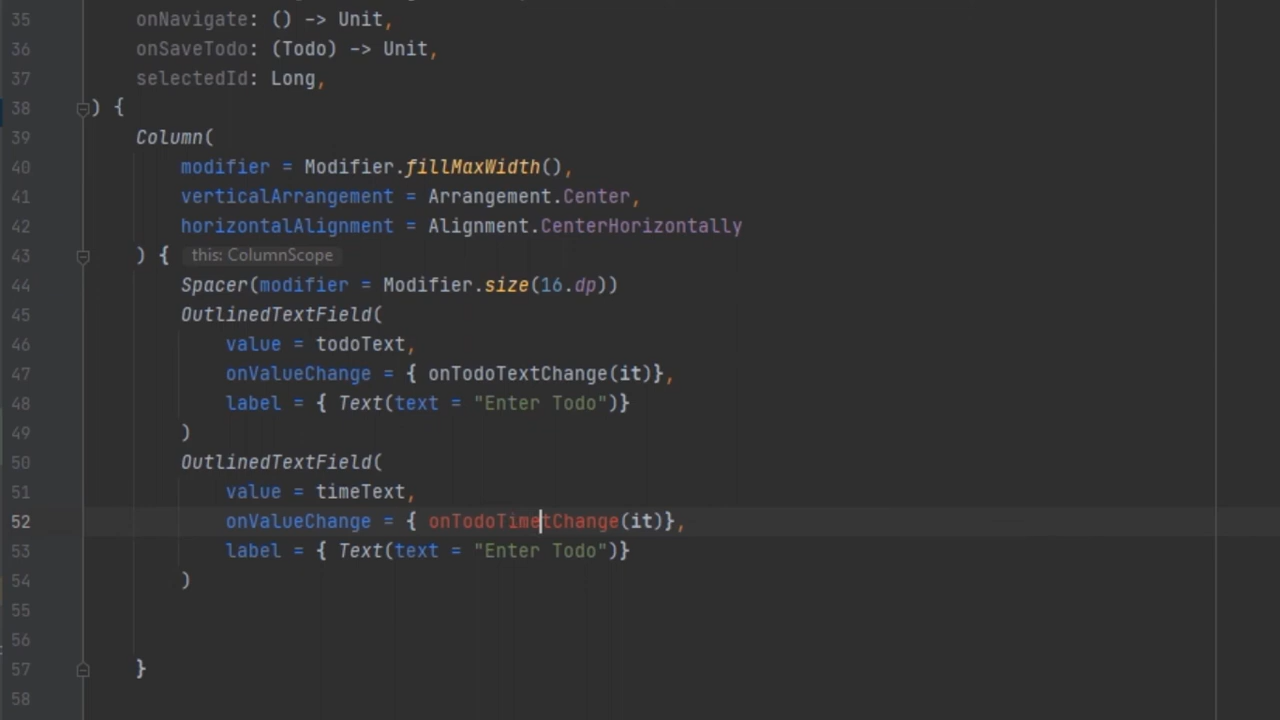 35 onNavigate: () -> Unit,
36 onSaveTodo: (Todo) -> Unit,
37 selectedId: Long,
38 ) {
39 Column(
40 modifier = Modifier.fillMaxWidth(),
41 verticalArrangement = Arrangement.Center,
42 horizontalAlignment = Alignment.CenterHorizontally
43 ) { this: ColumnScope
44 Spacer(modifier = Modifier.size(16.dp))
45 OutlinedTextField(
46 value = todoText,
47 onValueChange = { onTodoTextChange(it)},
48 label = { Text(text = "Enter Todo")}
49 )
50 OutlinedTextField(
51 value = timeText,
52 onValueChange = { onTodoTimetChange(it)},
53 label = { Text(text = "Enter Todo")}
54 )
55
56
57 }
58